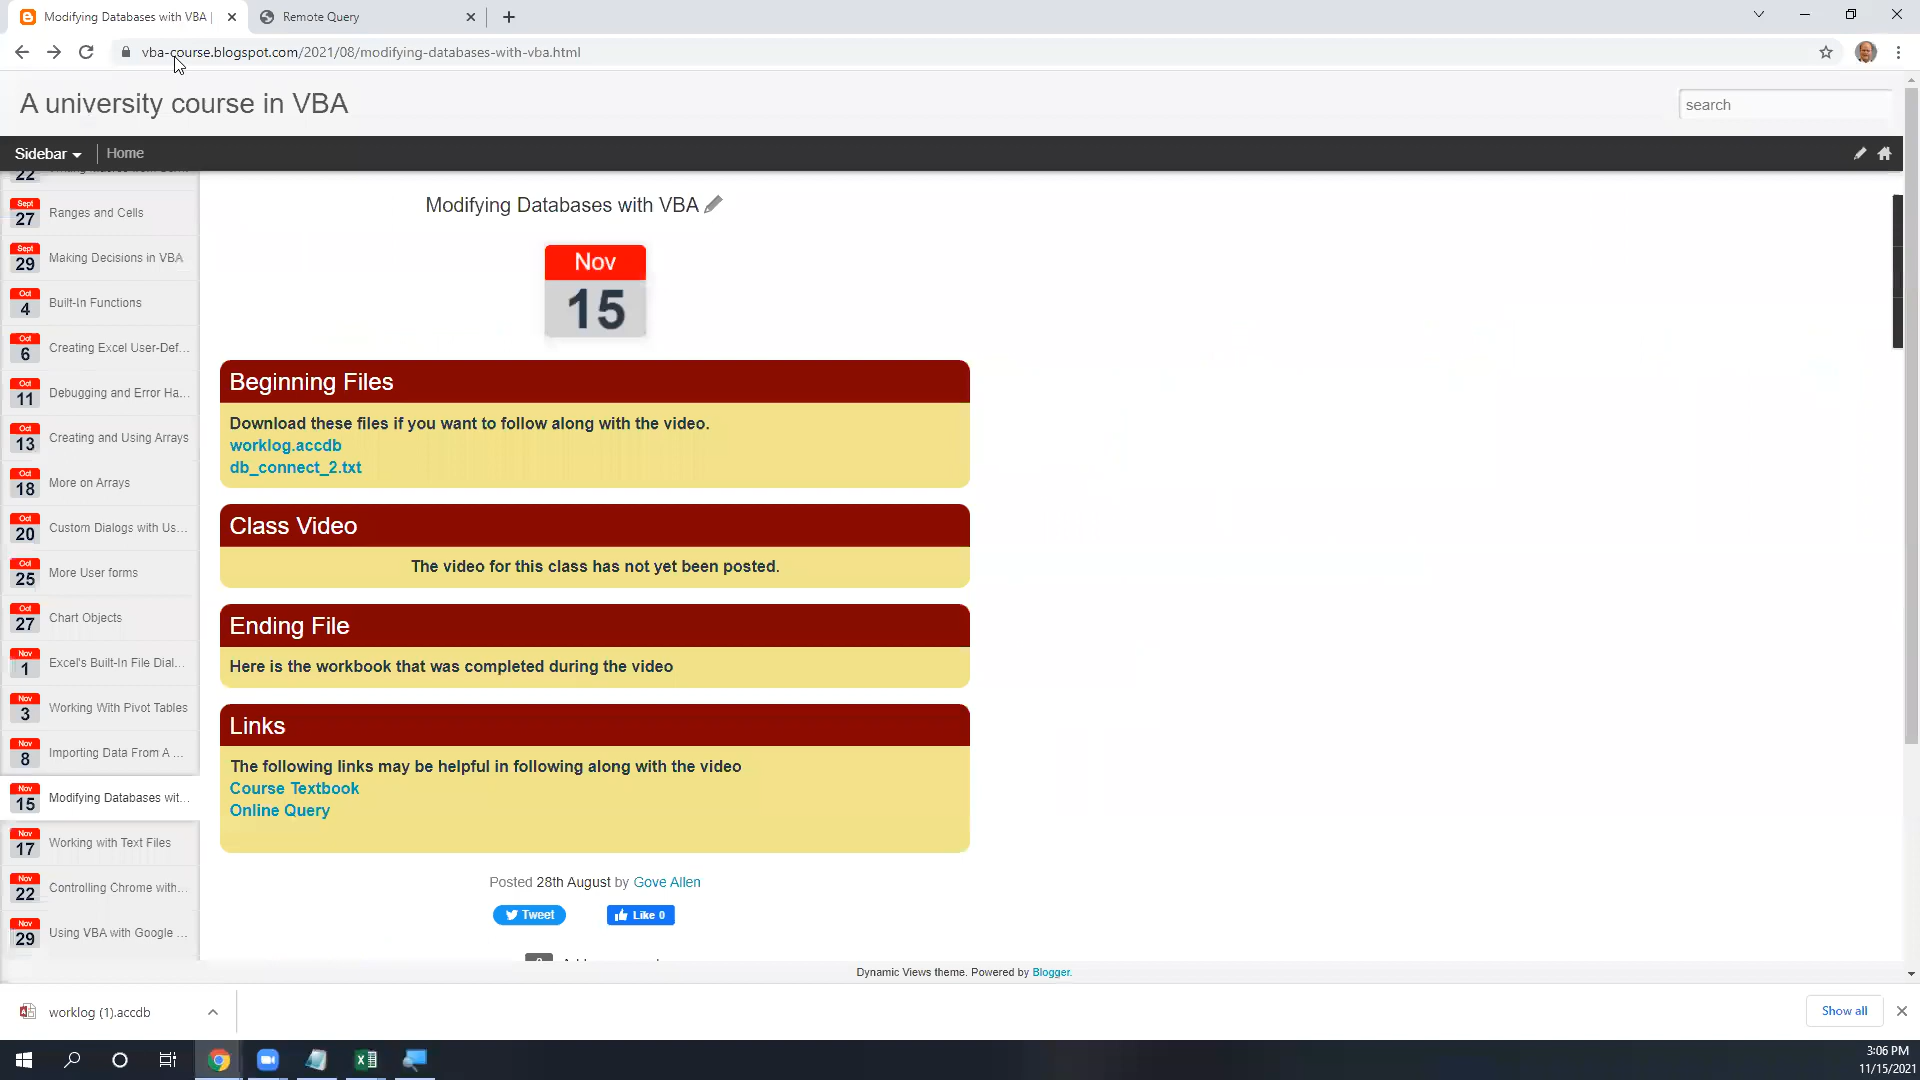 Modifying Databases with VBA |
Remote Query
vba-course.blogspot.com/2021/08/modifying-databases-with-vba.html
A university course in VBA
search
Sidebar
Home
22
Sept
27
Ranges and Cells
Sept
29
Making Decisions in VBA
Oct
4
Built-In Functions
Oct
6
Creating Excel User-Def...
Oct
11
Debugging and Error Ha...
Oct
13
Creating and Using Arrays
Oct
18
More on Arrays
Oct
20
Custom Dialogs with Us...
Oct
25
More User forms
Oct
27
Chart Objects
Nov
1
Excel's Built-In File Dial...
Nov
3
Working With Pivot Tables
Nov
8
Importing Data From A ...
Nov
15
Modifying Databases wit...
Nov
17
Working with Text Files
Nov
22
Controlling Chrome with...
Nov
29
Using VBA with Google ...
Modifying Databases with VBA
Nov
15
Beginning Files
Download these files if you want to follow along with the video.
worklog.accdb
db_connect_2.txt
Class Video
The video for this class has not yet been posted.
Ending File
Here is the workbook that was completed during the video
Links
The following links may be helpful in following along with the video
Course Textbook
Online Query
Posted 28th August by Gove Allen
Tweet
Like 0
Dynamic Views theme. Powered by Blogger.
worklog (1).accdb
Show all
3:06 PM
11/15/2021